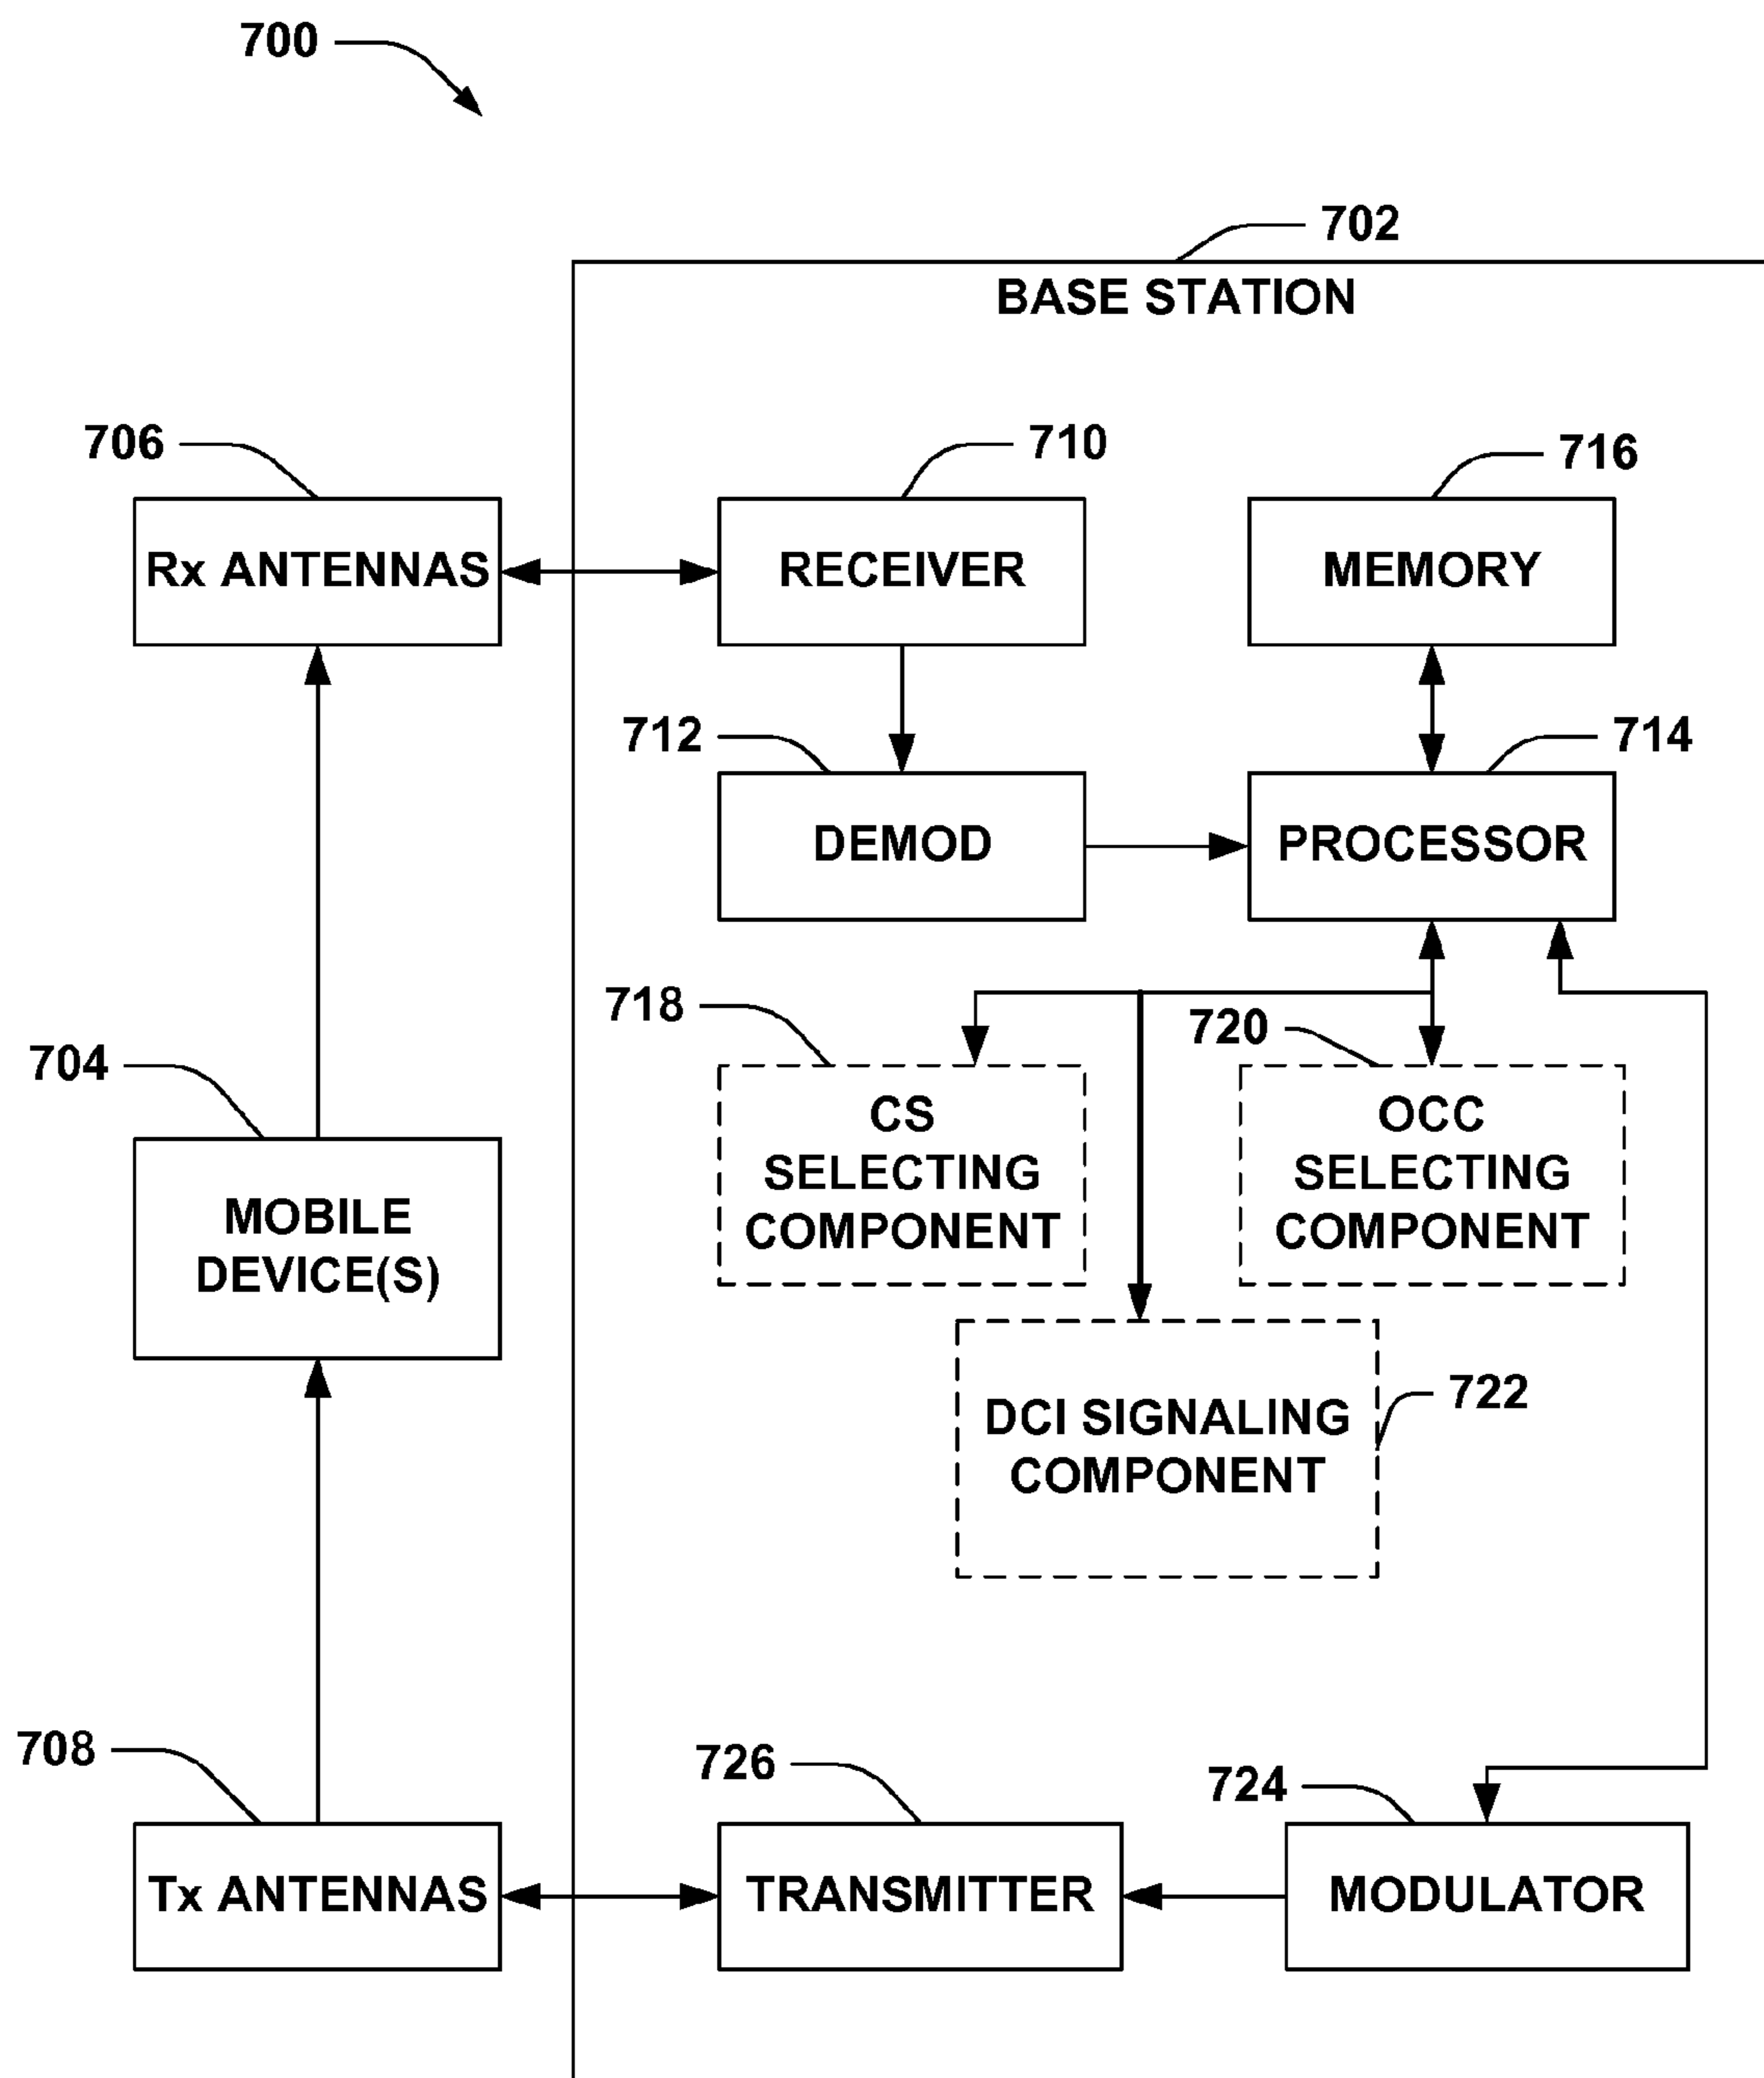 700
702
BASE STATION
706
710
716
Rx ANTENNAS
RECEIVER
MEMORY
712
714
DEMOD
PROCESSOR
718
720
704
CS
SELECTING
COMPONENT
OCC
SELECTING
COMPONENT
MOBILE
DEVICE(S)
722
DCI SIGNALING
COMPONENT
708
726
724
Tx ANTENNAS
TRANSMITTER
MODULATOR